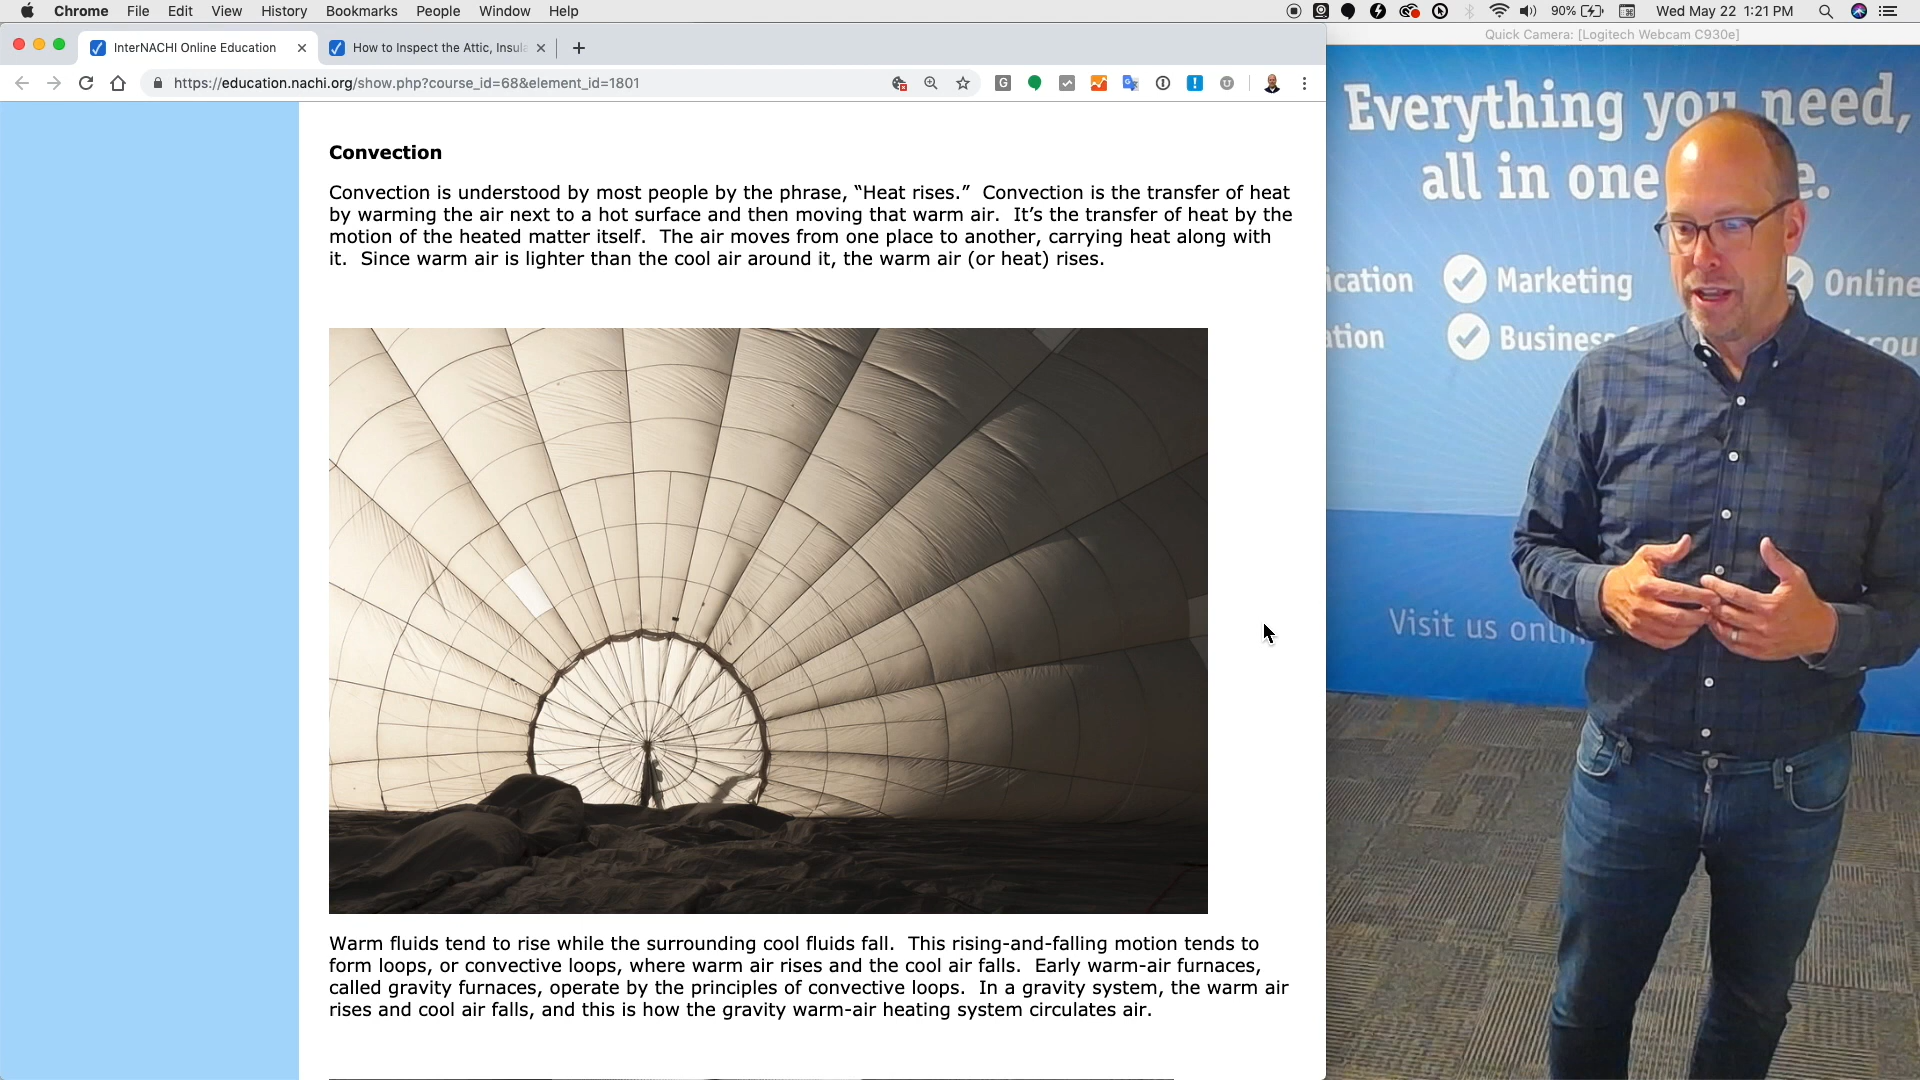 Chrome File Edit View History Bookmarks People Window Help
90% Wed May 22 1:21 PM
Quick Camera: [Logitech Webcam C930e]
InterNACHI Online Education
How to Inspect the Attic, Insula
https://education.nachi.org/show.php?course_id=68&element_id=1801
Convection
Convection is understood by most people by the phrase, “Heat rises.”  Convection is the transfer of heat
by warming the air next to a hot surface and then moving that warm air.  It’s the transfer of heat by the
motion of the heated matter itself.  The air moves from one place to another, carrying heat along with
it.  Since warm air is lighter than the cool air around it, the warm air (or heat) rises.
Warm fluids tend to rise while the surrounding cool fluids fall.  This rising-and-falling motion tends to
form loops, or convective loops, where warm air rises and the cool air falls.  Early warm-air furnaces,
called gravity furnaces, operate by the principles of convective loops.  In a gravity system, the warm air
rises and cool air falls, and this is how the gravity warm-air heating system circulates air.
Everything you need,
all in one
ication Marketing Online
ation Business
Visit us onlin